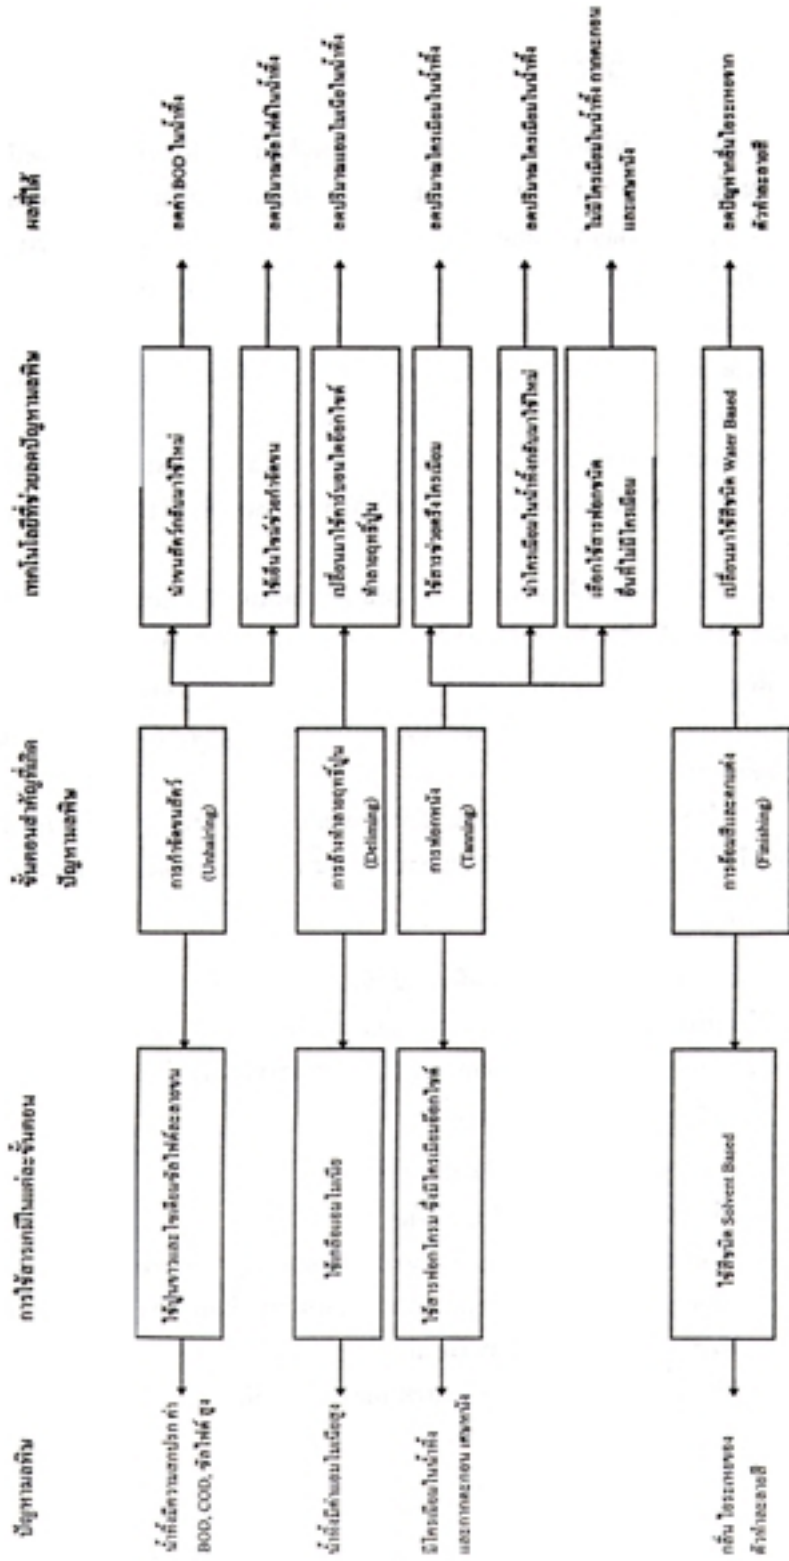 ปัญหามลพิษ
การใช้สารเคมีในแต่ละขั้นตอน
ขั้นตอนสำคัญที่เกิด
ปัญหามลพิษ
เทคโนโลยีที่ช่วยลดปัญหามลพิษ
ผลที่ได้
น้ำทิ้งมีความสกปรก ค่า
BOD, COD, ซัลไฟด์ สูง
ใช้ปูนขาวและโซเดียมซัลไฟด์ละลายขน
การกำจัดขนสัตว์
(Unhairing)
นำขนสัตว์กลับมาใช้ใหม่
ลดค่า BOD ในน้ำทิ้ง
ใช้เอ็นไซม์ช่วยกำจัดขน
ลดปริมาณซัลไฟด์ในน้ำทิ้ง
น้ำทิ้งมีค่าแอมโมเนียสูง
ใช้เกลือแอมโมเนีย
การล้างทำลายฤทธิ์ปูน
(Deliming)
เปลี่ยนมาใช้คาร์บอนไดอ๊อกไซด์
ทำลายฤทธิ์ปูน
ลดปริมาณแอมโมเนียในน้ำทิ้ง
มีโครเมียมในน้ำทิ้ง
และกากตะกอน เศษหนัง
ใช้สารฟอกโครม ซึ่งมีโครเมียมอ๊อกไซด์
การฟอกหนัง
(Tanning)
ใช้สารช่วยตรึงโครเมียม
ลดปริมาณโครเมียมในน้ำทิ้ง
นำโครเมียมในน้ำทิ้งกลับมาใช้ใหม่
ลดปริมาณโครเมียมในน้ำทิ้ง
เลือกใช้สารฟอกชนิด
อื่นที่ไม่มีโครเมียม
ไม่มีโครเมียมในน้ำทิ้ง กากตะกอน
และเศษหนัง
กลิ่น ไอระเหยของ
ตัวทำละลายสี
ใช้สีชนิด Solvent Based
การย้อมสีและตกแต่ง
(Finishing)
เปลี่ยนมาใช้สีชนิด Water Based
ลดปัญหากลิ่นไอระเหยจาก
ตัวทำละลายสี